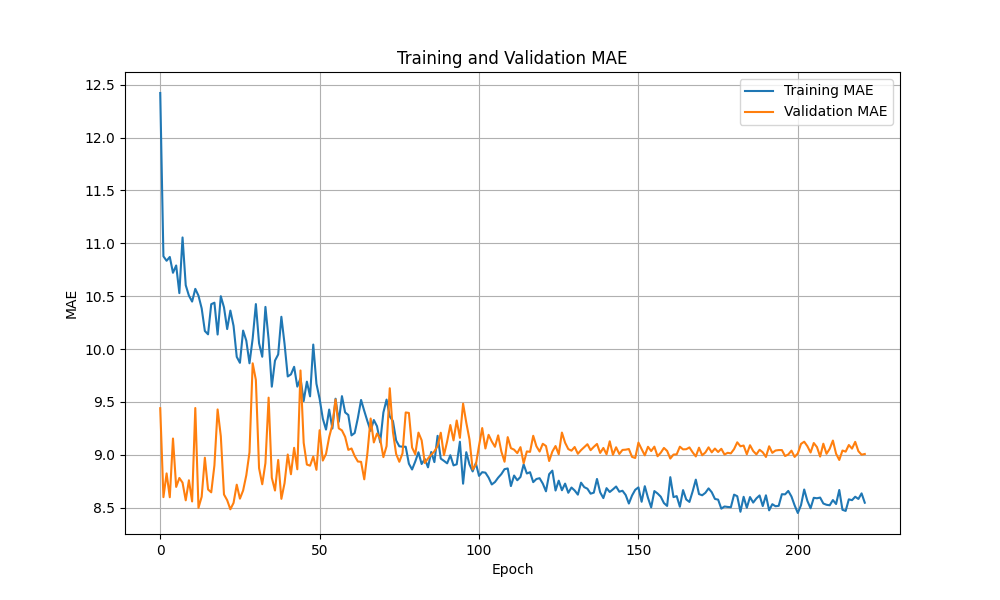 Training and Validation MAE
12.5
12.0
11.5
11.0
10.5
10.0
9.5
9.0
8.5
MAE
Training MAE
Validation MAE
0 50 100 150 200
Epoch